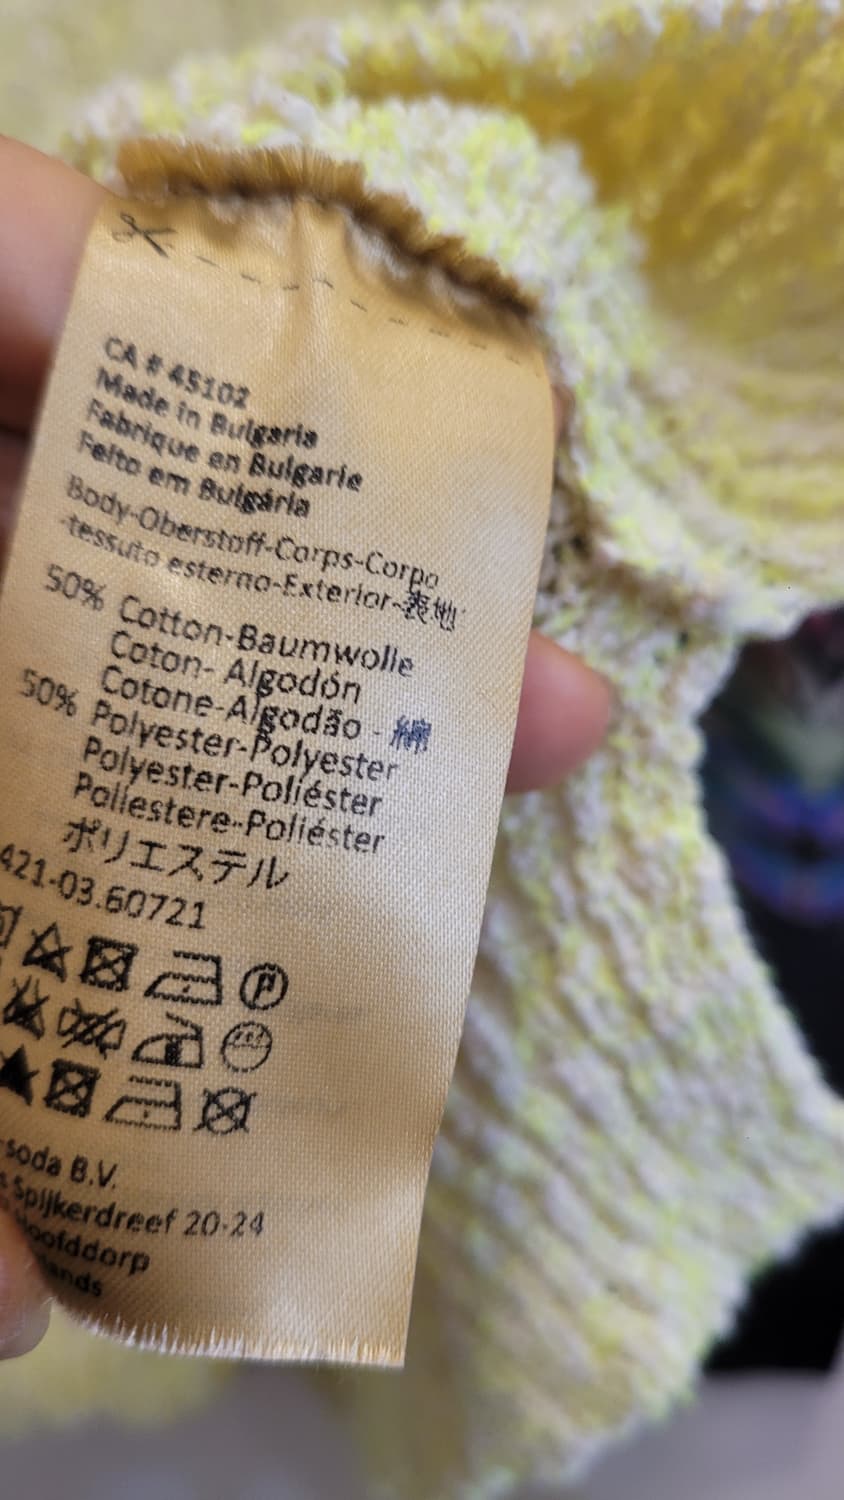 CA # 45102
Made in Bulgaria
Fabrique en Bulgarie
Feito em Bulgária
Body-Oberstoff-Corps-Corpo
-tessuto esterno-Exterior-表地
50% Cotton-Baumwolle
Coton- Algodón
Cotone-Algodão - 綿
50% Polyester-Polyester
Polyester-Poliéster
Poliestere-Poliéster
ポリエステル
421-03.60721
P
-soda B.V.
Spijkerdreef 20-24